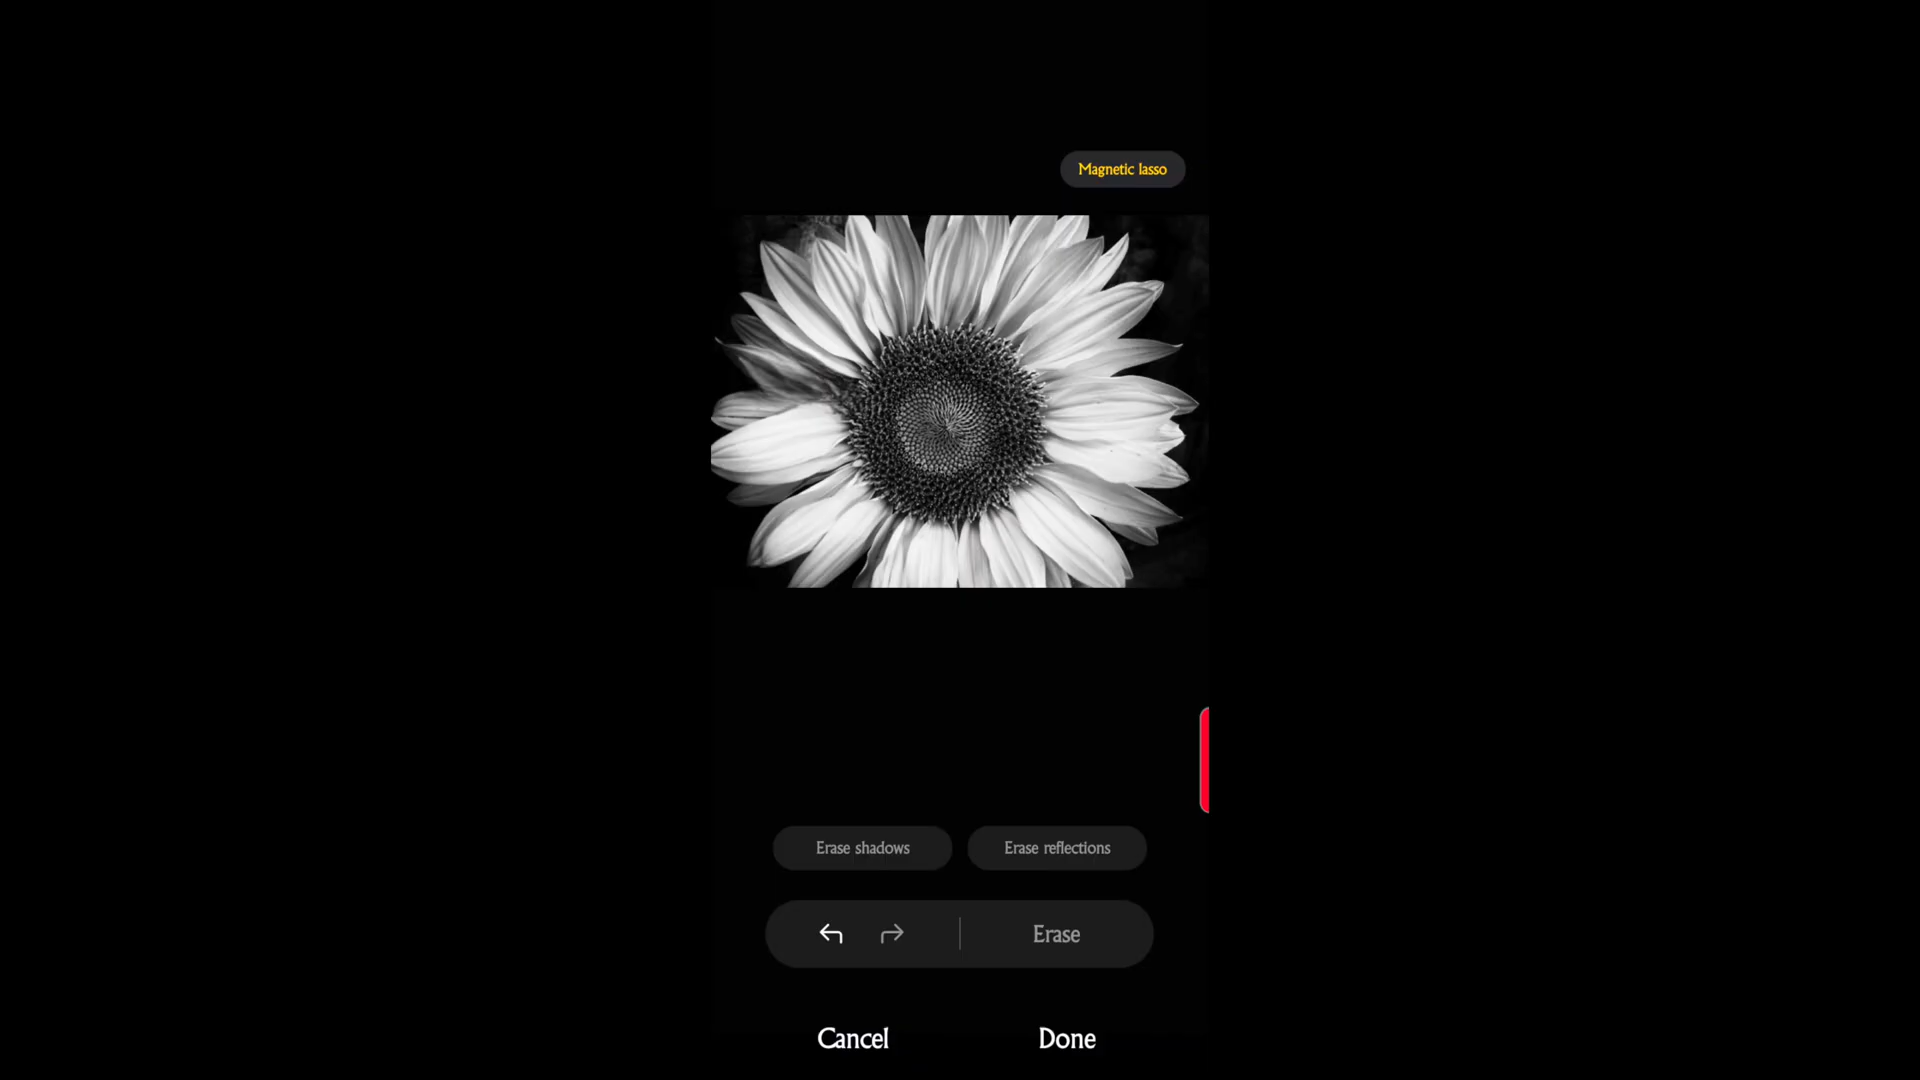 Magnetic lasso
Erase shadows
Erase reflections
Erase
Cancel
Done